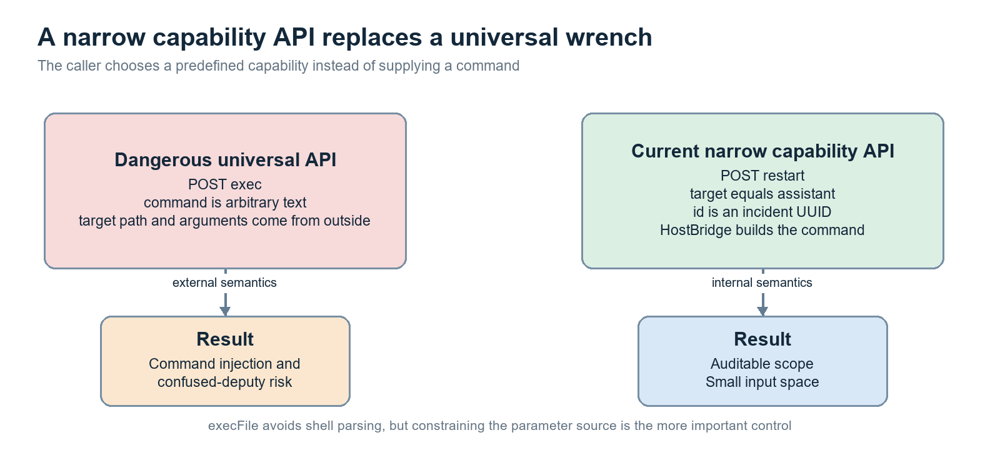 A narrow capability API replaces a universal wrench
The caller chooses a predefined capability instead of supplying a command
Dangerous universal API
POST exec
command is arbitrary text
target path and arguments come from outside
external semantics
Result
Command injection and
confused-deputy risk
Current narrow capability API
POST restart
target equals assistant
id is an incident UUID
HostBridge builds the command
internal semantics
Result
Auditable scope
Small input space
execFile avoids shell parsing, but constraining the parameter source is the more important control